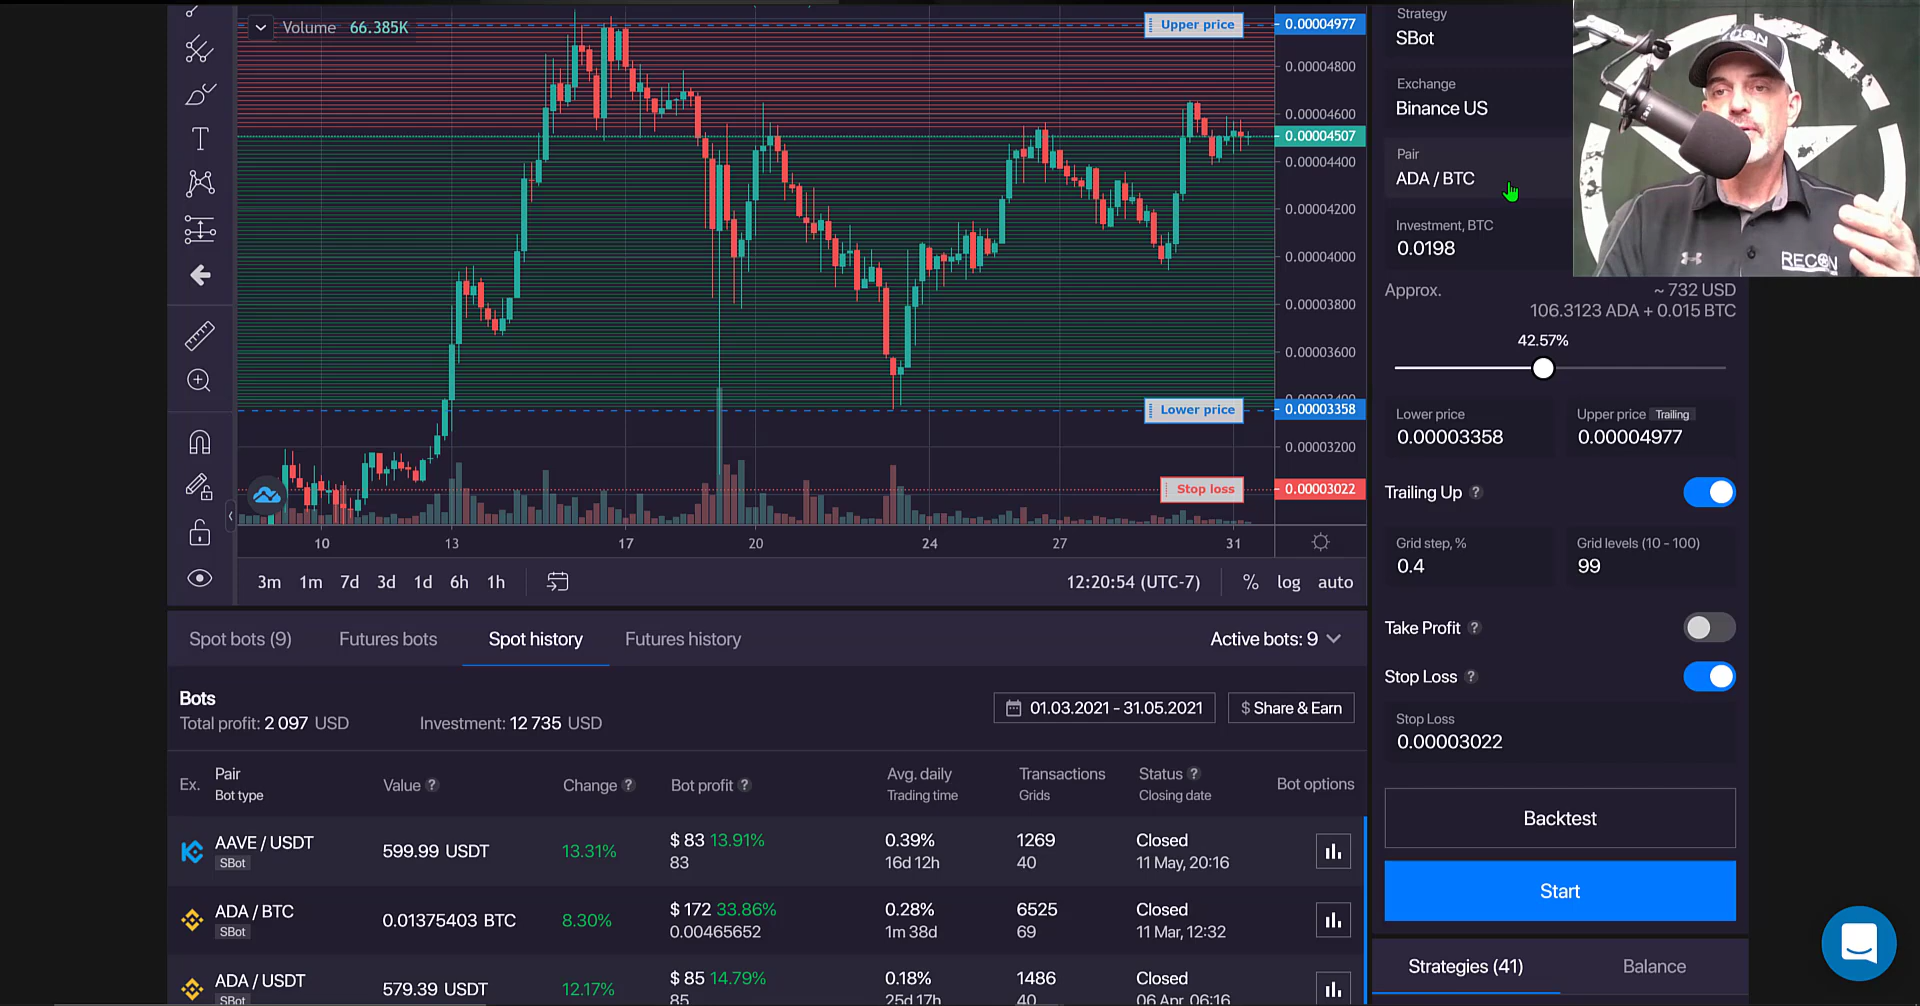 Volume 66.385K
Upper price
0.00004977
0.00004800
0.00004600
0.00004507
0.00004400
0.00004200
0.00004000
0.00003800
0.00003600
Lower price
0.00003358
0.00003200
Stop loss
0.00003022
10 13 17 20 24 27 31
3m 1m 7d 3d 1d 6h 1h
12:20:54 (UTC-7) % log auto
Strategy
SBot
Exchange
Binance US
Pair
ADA / BTC
Investment, BTC
0.0198
Approx. ~ 732 USD
106.3123 ADA + 0.015 BTC
42.57%
Lower price
0.00003358
Upper price Trailing
0.00004977
Trailing Up ?
Grid step, %
0.4
Grid levels (10 - 100)
99
Take Profit ?
Stop Loss ?
Stop Loss
0.00003022
Backtest
Start
Strategies (41) Balance
RECON
RECON
Spot bots (9) Futures bots Spot history Futures history Active bots: 9
Bots
Total profit: 2 097 USD Investment: 12 735 USD
01.03.2021 - 31.05.2021 $ Share & Earn
Ex. Pair Value ? Change ? Bot profit ? Avg. daily Transactions Status ? Bot options
Bot type Trading time Grids Closing date
AAVE / USDT 599.99 USDT 13.31% $ 83 13.91% 0.39% 1269 Closed
SBot 83 16d 12h 40 11 May, 20:16
ADA / BTC 0.01375403 BTC 8.30% $ 172 33.86% 0.28% 6525 Closed
SBot 0.00465652 1m 38d 69 11 Mar, 12:32
ADA / USDT 579.39 USDT 12.17% $ 85 14.79% 0.18% 1486 Closed
SBot 85 25d 17h 40 06 Apr, 06:16